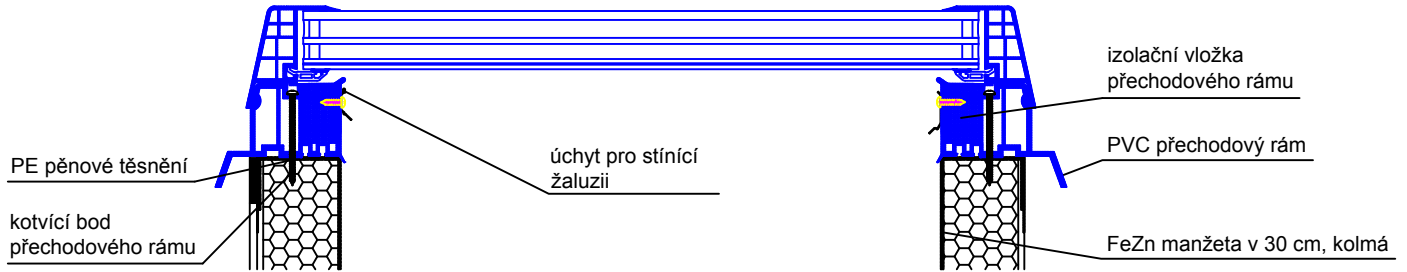 PE pěnové těsnění
kotvící bod
přechodového rámu
úchyt pro stínící
žaluzii
izolační vložka
přechodového rámu
PVC přechodový rám
FeZn manžeta v 30 cm, kolmá